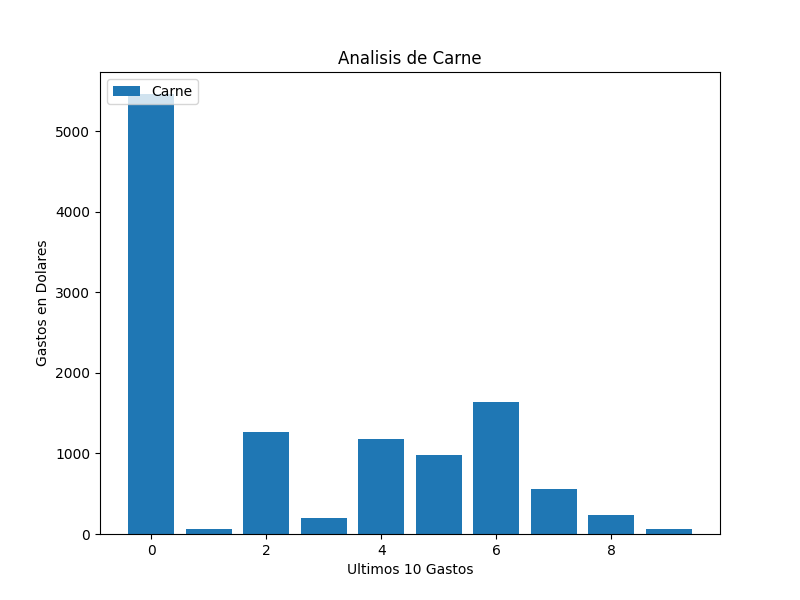 Analisis de Carne
Carne
Gastos en Dolares
5000
4000
3000
2000
1000
0
0 2 4 6 8
Ultimos 10 Gastos